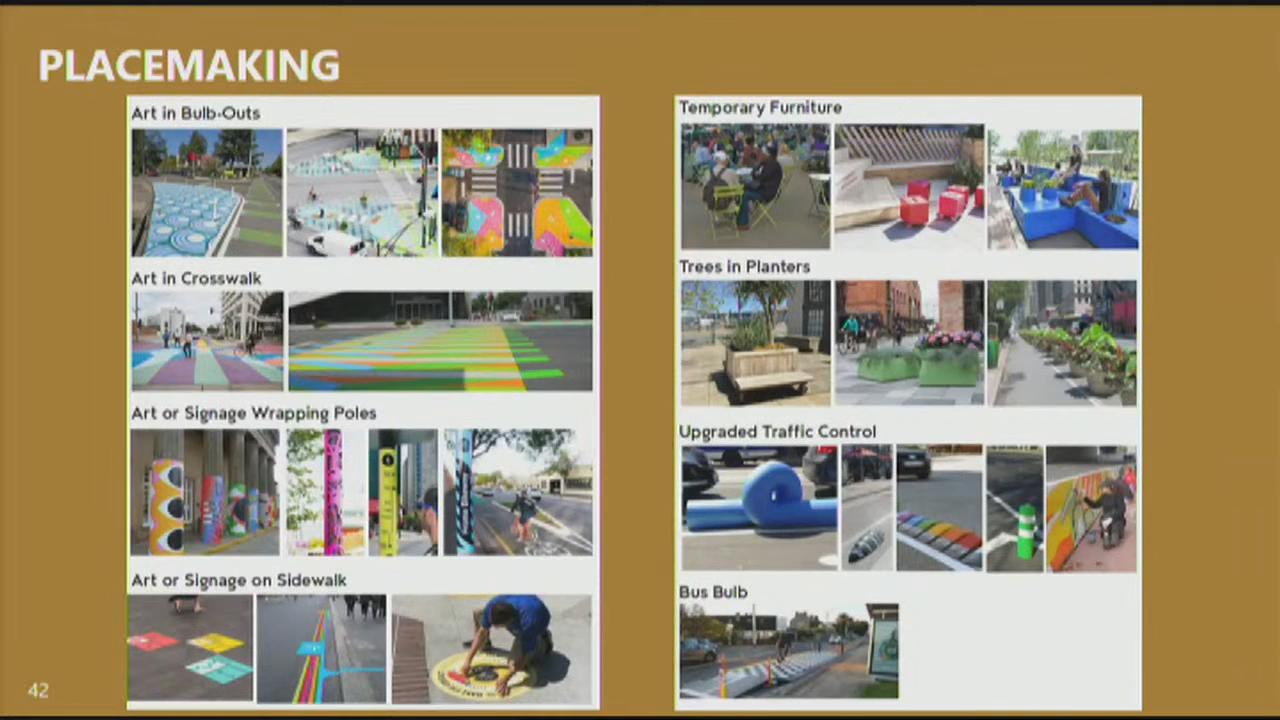 PLACEMAKING
Art in Bulb-Outs
Art in Crosswalk
Art or Signage Wrapping Poles
Art or Signage on Sidewalk
Temporary Furniture
Trees in Planters
Upgraded Traffic Control
Bus Bulb
42